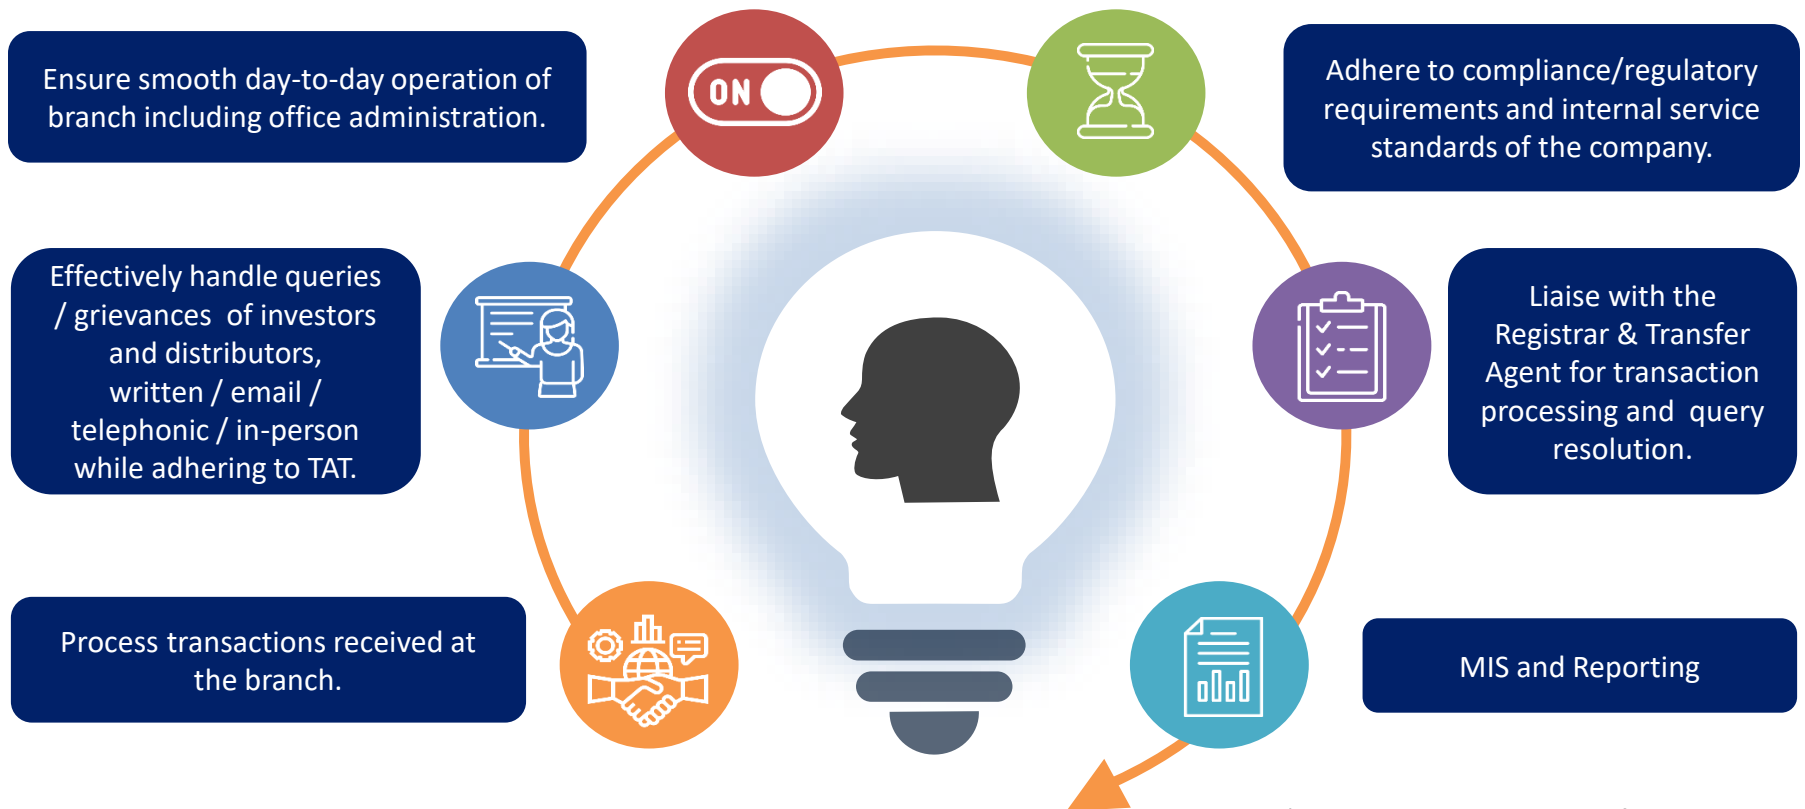 Ensure smooth day-to-day operation of
branch including office administration.
ON
Adhere to compliance/regulatory
requirements and internal service
standards of the company.
Effectively handle queries
/ grievances  of investors
and distributors,
written / email /
telephonic / in-person
while adhering to TAT.
Liaise with the
Registrar & Transfer
Agent for transaction
processing and  query
resolution.
Process transactions received at
the branch.
MIS and Reporting